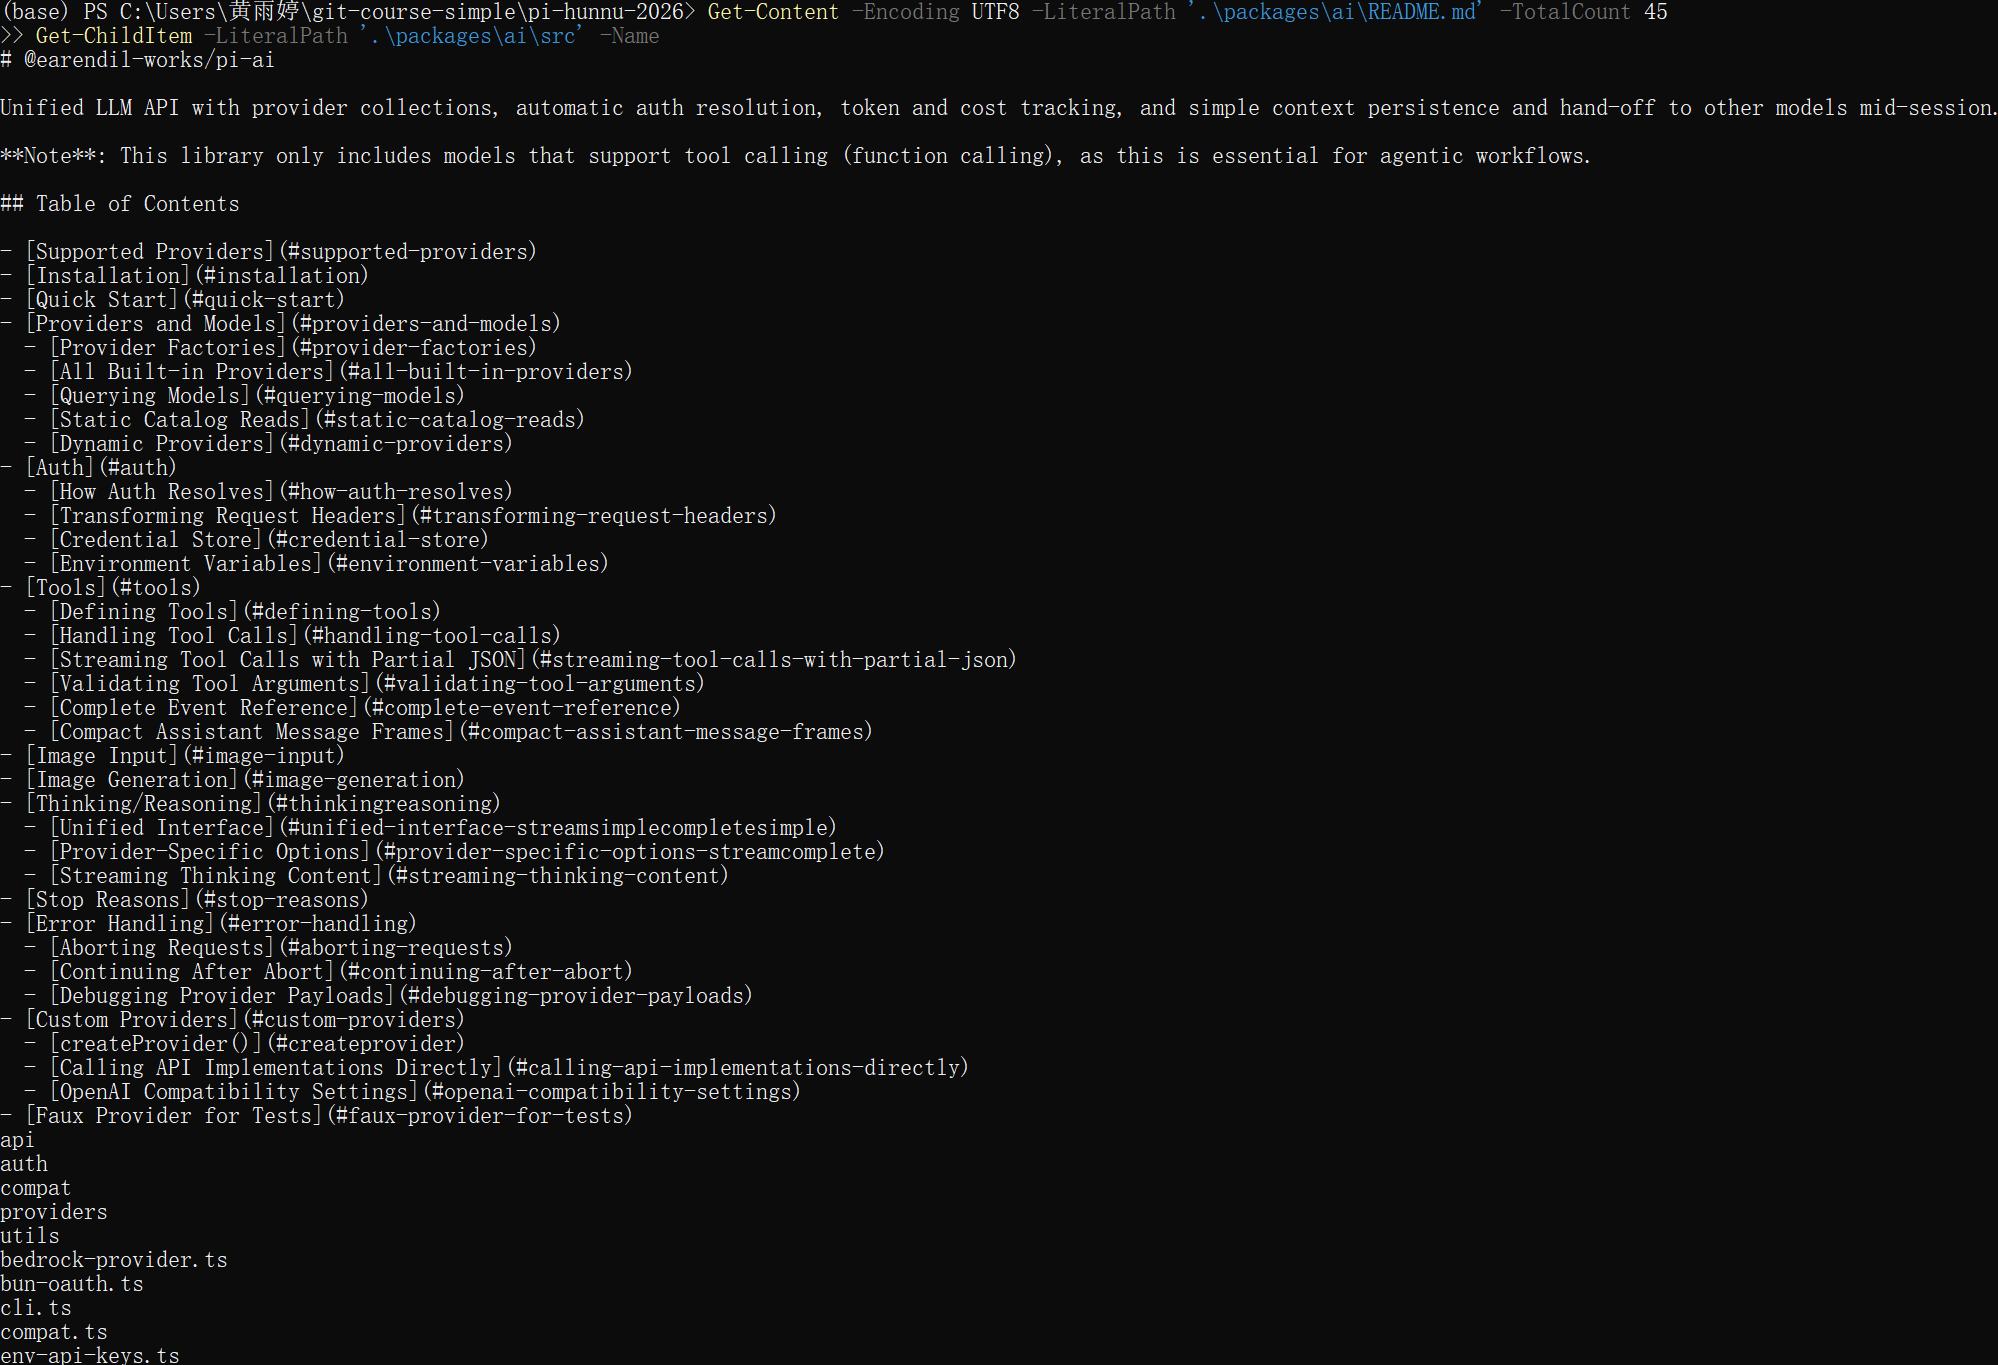 (base) PS C:\Users\黄雨婷\git-course-simple\pi-hunnu-2026> Get-Content -Encoding UTF8 -LiteralPath '.\packages\ai\README.md' -TotalCount 45
>> Get-ChildItem -LiteralPath '.\packages\ai\src' -Name
# @earendil-works/pi-ai

Unified LLM API with provider collections, automatic auth resolution, token and cost tracking, and simple context persistence and hand-off to other models mid-session.

**Note**: This library only includes models that support tool calling (function calling), as this is essential for agentic workflows.

## Table of Contents

- [Supported Providers](#supported-providers)
- [Installation](#installation)
- [Quick Start](#quick-start)
- [Providers and Models](#providers-and-models)
  - [Provider Factories](#provider-factories)
  - [All Built-in Providers](#all-built-in-providers)
  - [Querying Models](#querying-models)
  - [Static Catalog Reads](#static-catalog-reads)
  - [Dynamic Providers](#dynamic-providers)
- [Auth](#auth)
  - [How Auth Resolves](#how-auth-resolves)
  - [Transforming Request Headers](#transforming-request-headers)
  - [Credential Store](#credential-store)
  - [Environment Variables](#environment-variables)
- [Tools](#tools)
  - [Defining Tools](#defining-tools)
  - [Handling Tool Calls](#handling-tool-calls)
  - [Streaming Tool Calls with Partial JSON](#streaming-tool-calls-with-partial-json)
  - [Validating Tool Arguments](#validating-tool-arguments)
  - [Complete Event Reference](#complete-event-reference)
  - [Compact Assistant Message Frames](#compact-assistant-message-frames)
- [Image Input](#image-input)
- [Image Generation](#image-generation)
- [Thinking/Reasoning](#thinkingreasoning)
  - [Unified Interface](#unified-interface-streamsimplecompletesimple)
  - [Provider-Specific Options](#provider-specific-options-streamcomplete)
  - [Streaming Thinking Content](#streaming-thinking-content)
- [Stop Reasons](#stop-reasons)
- [Error Handling](#error-handling)
  - [Aborting Requests](#aborting-requests)
  - [Continuing After Abort](#continuing-after-abort)
  - [Debugging Provider Payloads](#debugging-provider-payloads)
- [Custom Providers](#custom-providers)
  - [createProvider()](#createprovider)
  - [Calling API Implementations Directly](#calling-api-implementations-directly)
  - [OpenAI Compatibility Settings](#openai-compatibility-settings)
- [Faux Provider for Tests](#faux-provider-for-tests)
api
auth
compat
providers
utils
bedrock-provider.ts
bun-oauth.ts
cli.ts
compat.ts
env-api-keys.ts